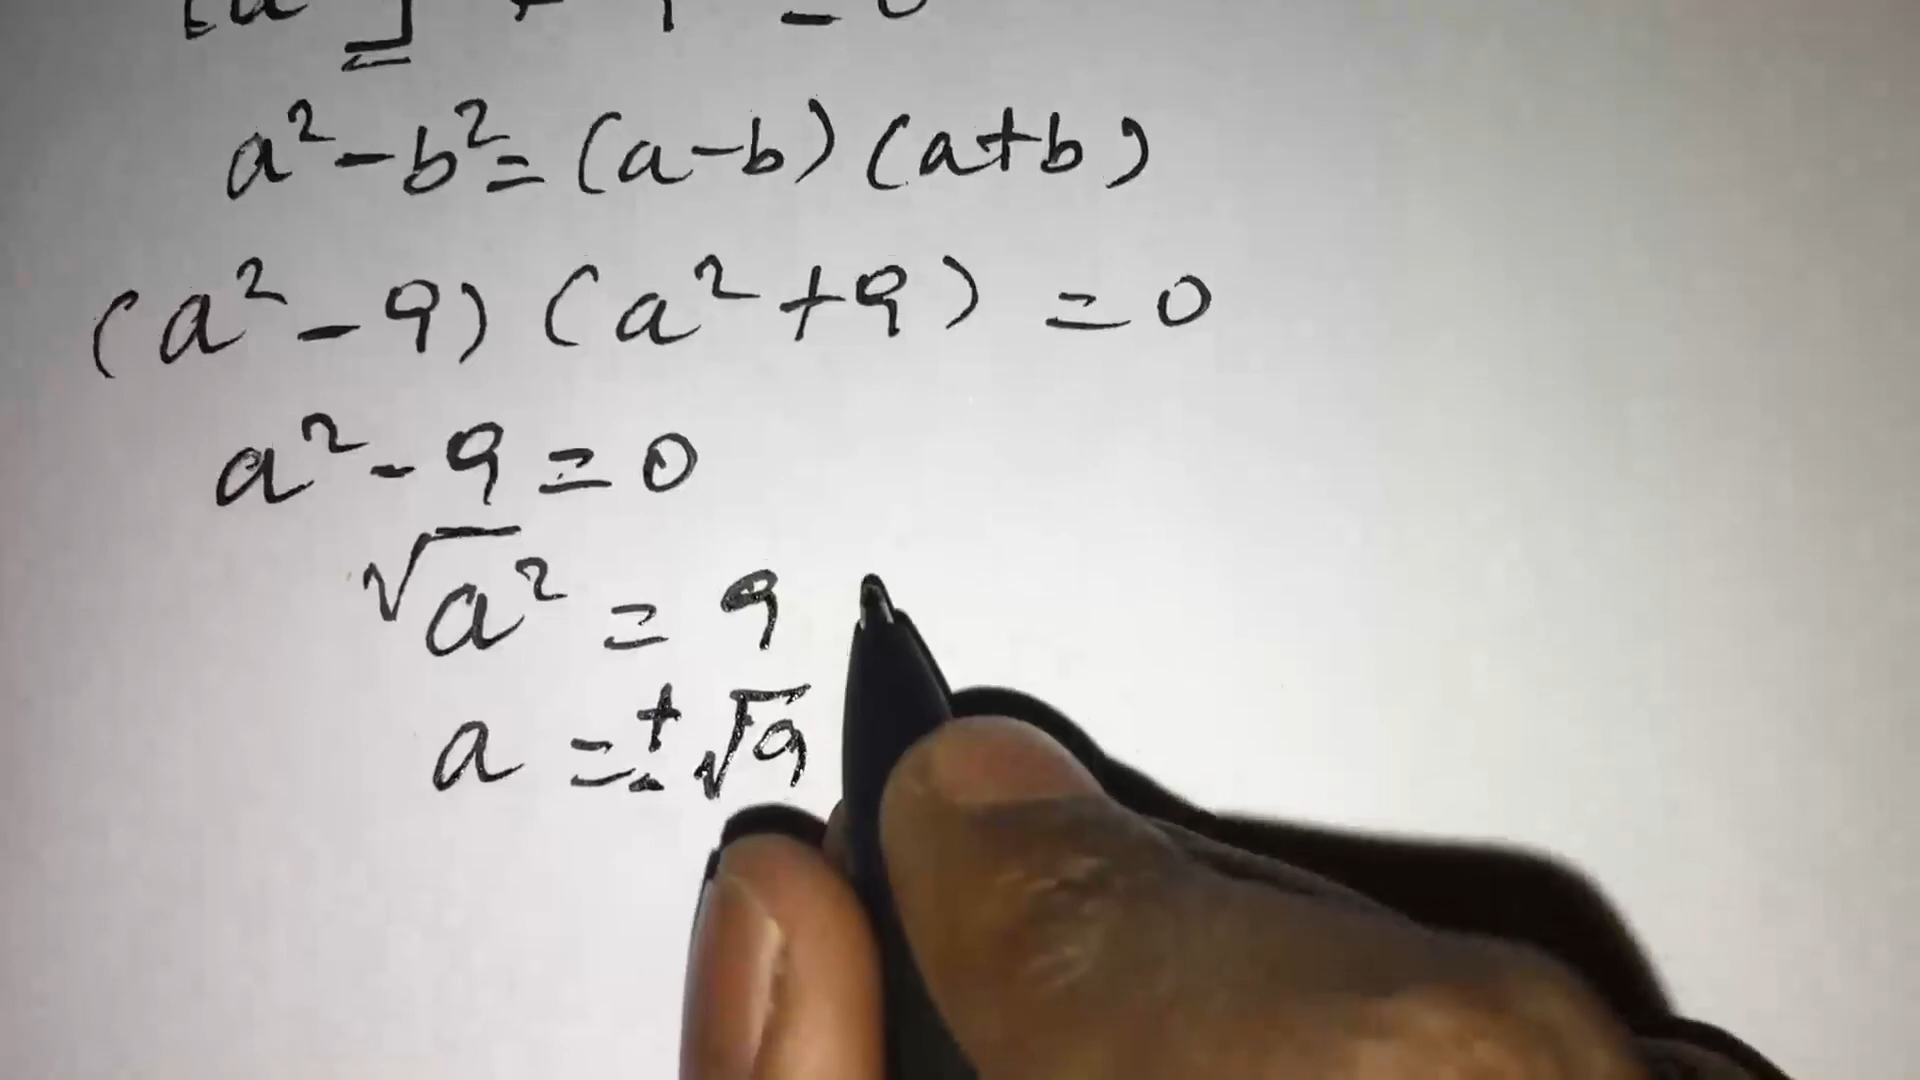 a² - b² = (a-b) (a+b)
(a² - 9) (a² + 9) = 0
a² - 9 = 0
√a² = 9
a = ± √9